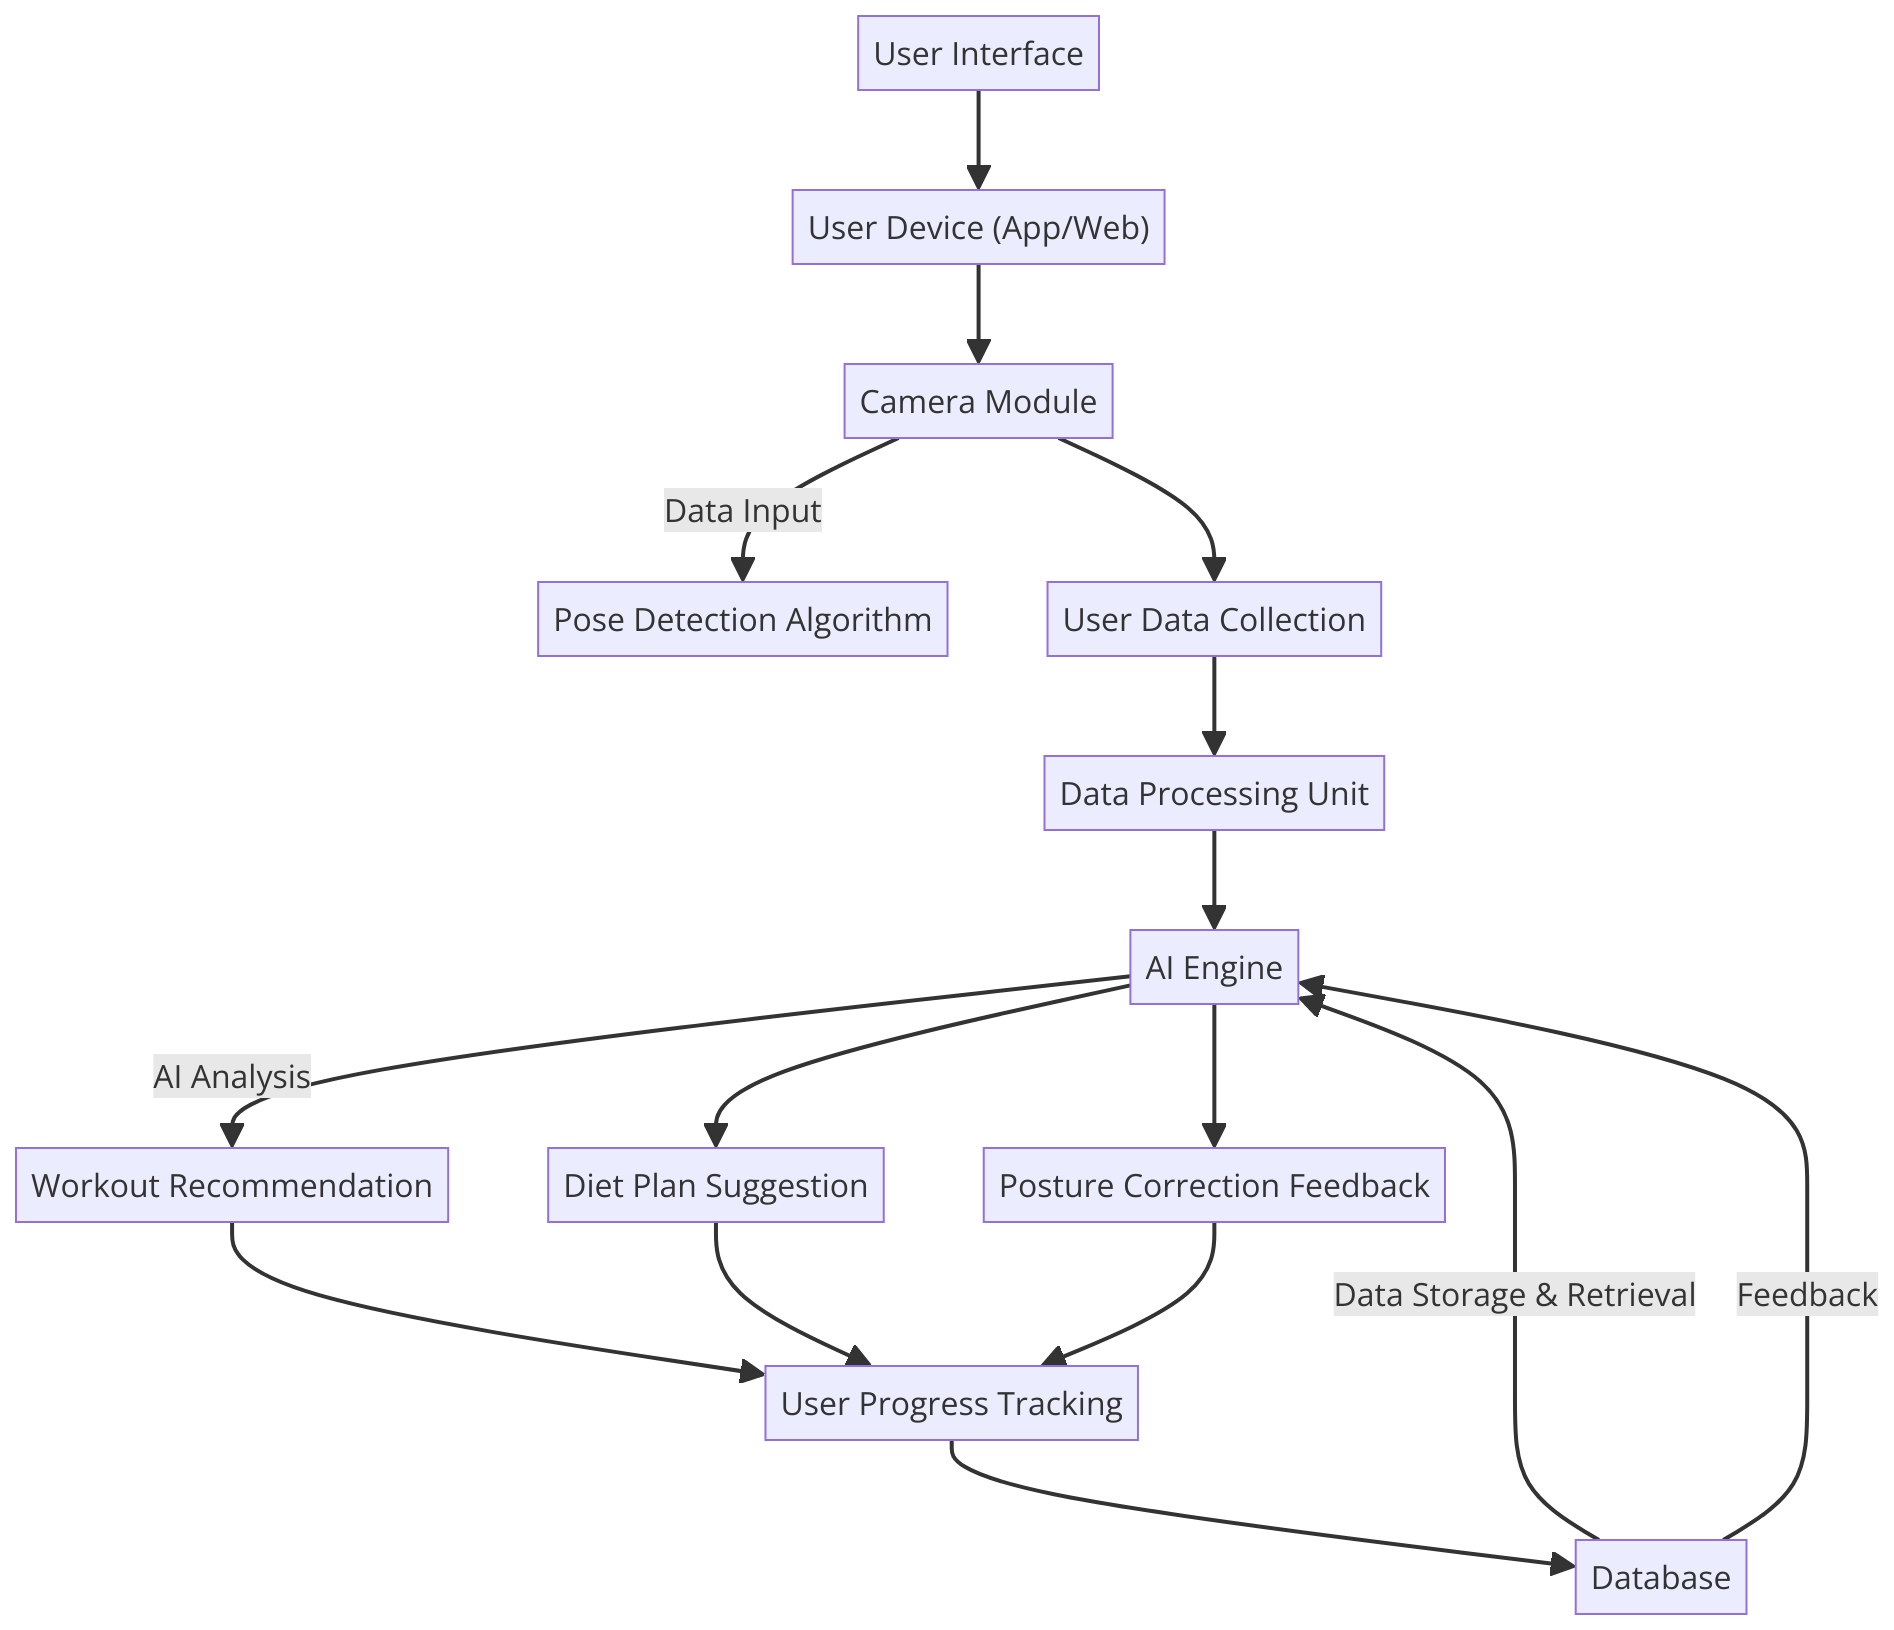 User Interface
User Device (App/Web)
Camera Module
Data Input
Pose Detection Algorithm
User Data Collection
Data Processing Unit
AI Engine
AI Analysis
Workout Recommendation
Diet Plan Suggestion
Posture Correction Feedback
Data Storage & Retrieval
Feedback
User Progress Tracking
Database